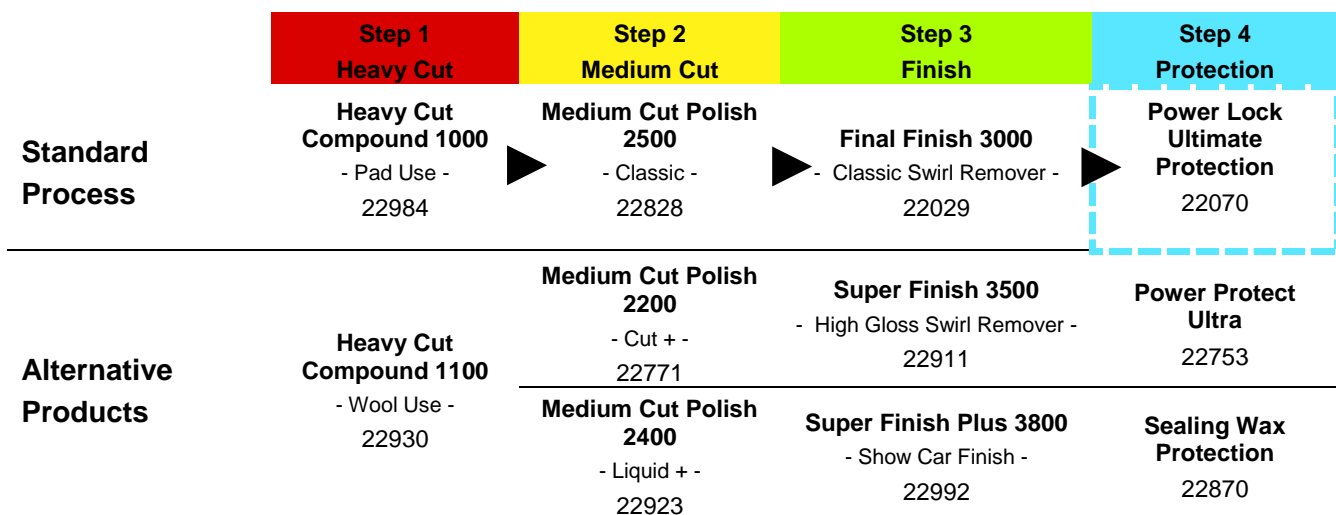 Step 1
Heavy Cut
Step 2
Medium Cut
Step 3
Finish
Step 4
Protection
Standard
Process
Heavy Cut
Compound 1000
- Pad Use -
22984
Medium Cut Polish
2500
- Classic -
22828
Final Finish 3000
- Classic Swirl Remover -
22029
Power Lock
Ultimate
Protection
22070
Alternative
Products
Heavy Cut
Compound 1100
- Wool Use -
22930
Medium Cut Polish
2200
- Cut + -
22771
Super Finish 3500
- High Gloss Swirl Remover -
22911
Power Protect
Ultra
22753
Medium Cut Polish
2400
- Liquid + -
22923
Super Finish Plus 3800
- Show Car Finish -
22992
Sealing Wax
Protection
22870